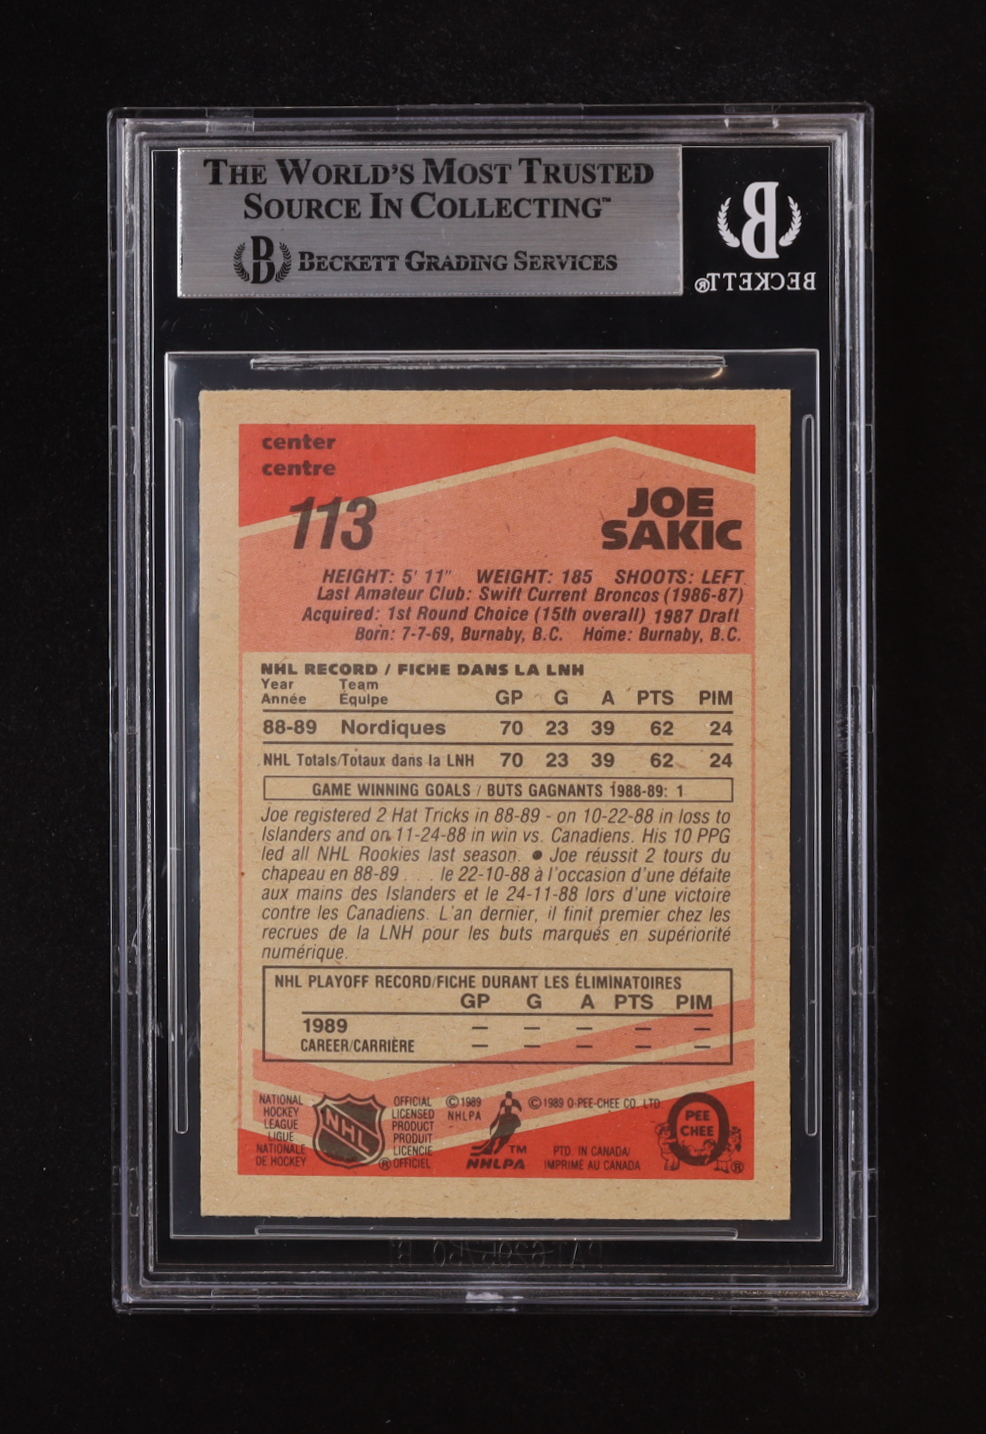 THE WORLD'S MOST TRUSTED
SOURCE IN COLLECTING™
BECKETT GRADING SERVICES
B
BECKETT®
center
centre
113
JOE
SAKIC
HEIGHT: 5' 11" WEIGHT: 185 SHOOTS: LEFT
Last Amateur Club: Swift Current Broncos (1986-87)
Acquired: 1st Round Choice (15th overall) 1987 Draft
Born: 7-7-69, Burnaby, B.C. Home: Burnaby, B.C.
NHL RECORD / FICHE DANS LA LNH
Year Team
Année Équipe GP G A PTS PIM
88-89 Nordiques 70 23 39 62 24
NHL Totals/Totaux dans la LNH 70 23 39 62 24
GAME WINNING GOALS / BUTS GAGNANTS 1988-89: 1
Joe registered 2 Hat Tricks in 88-89 - on 10-22-88 in loss to
Islanders and on 11-24-88 in win vs. Canadiens. His 10 PPG
led all NHL Rookies last season. ● Joe réussit 2 tours du
chapeau en 88-89 . . . le 22-10-88 à l'occasion d'une défaite
aux mains des Islanders et le 24-11-88 lors d'une victoire
contre les Canadiens. L'an dernier, il finit premier chez les
recrues de la LNH pour les buts marqués en supériorité
numérique.
NHL PLAYOFF RECORD/FICHE DURANT LES ÉLIMINATOIRES
GP G A PTS PIM
1989 — — — — —
CAREER/CARRIÈRE — — — — —
NATIONAL
HOCKEY
LEAGUE
LIGUE
NATIONALE
DE HOCKEY
NHL
OFFICIAL
LICENSED
PRODUCT
PRODUIT
LICENCIÉ
®OFFICIEL
©1989
NHLPA
™
NHLPA
©1989 O-PEE-CHEE CO. LTD.
PTD. IN CANADA/
IMPRIMÉ AU CANADA
PEE
CHEE
®